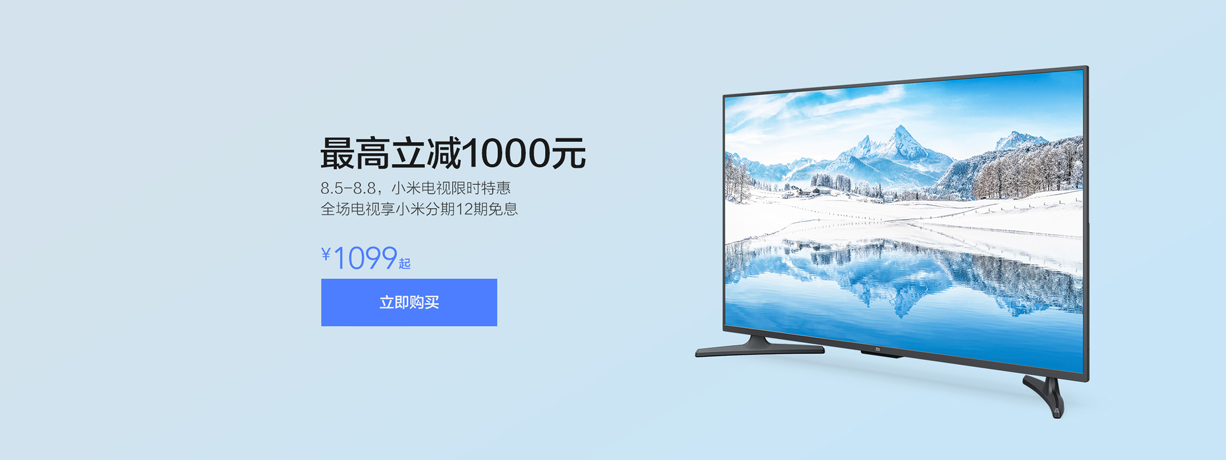 最高立减1000元
8.5-8.8，小米电视限时特惠
全场电视享小米分期12期免息
¥1099起
立即购买